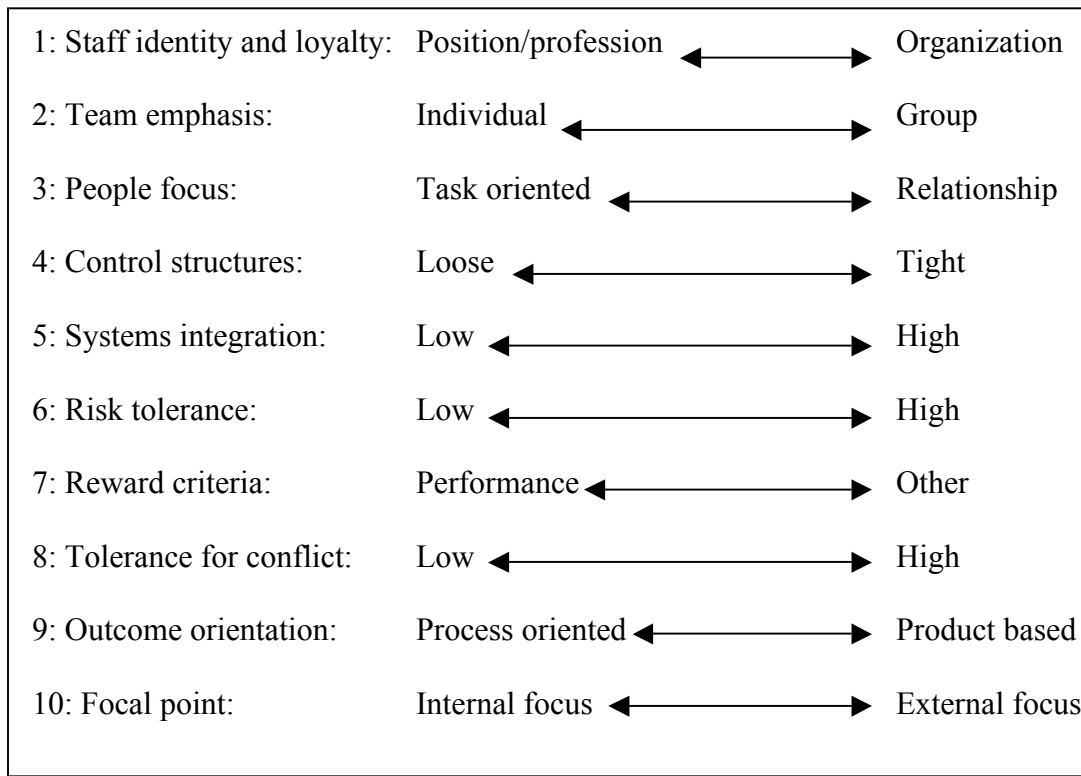 1: Staff identity and loyalty: Position/profession Organization
2: Team emphasis: Individual Group
3: People focus: Task oriented Relationship
4: Control structures: Loose Tight
5: Systems integration: Low High
6: Risk tolerance: Low High
7: Reward criteria: Performance Other
8: Tolerance for conflict: Low High
9: Outcome orientation: Process oriented Product based
10: Focal point: Internal focus External focus